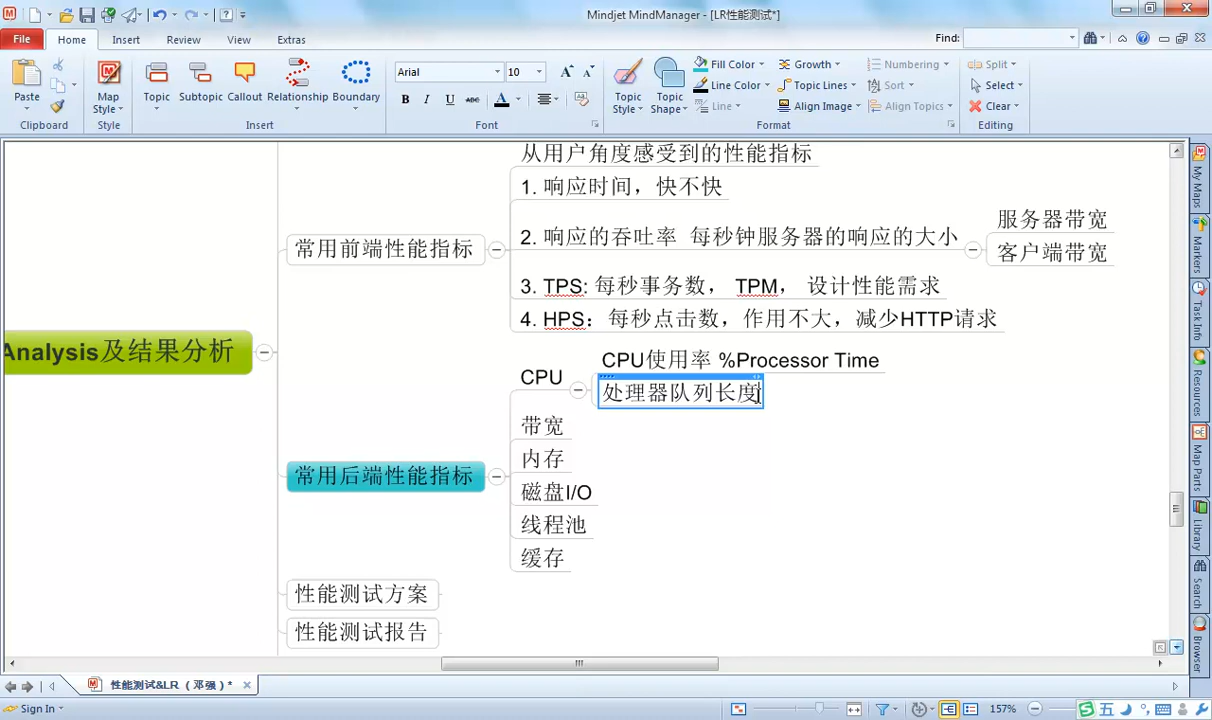 Mindjet MindManager - [LR性能测试*]
File
Home
Insert
Review
View
Extras
Find:
Paste
Clipboard
Map Style
Style
Topic
Subtopic
Callout
Relationship
Boundary
Insert
Arial
10
B I U abc A
Font
Topic Style
Topic Shape
Fill Color
Line Color
Line
Growth
Topic Lines
Align Image
Numbering
Sort
Align Topics
Format
Split
Select
Clear
Editing
从用户角度感受到的性能指标
1. 响应时间，快不快
常用前端性能指标
2. 响应的吞吐率 每秒钟服务器的响应的大小
服务器带宽
客户端带宽
3. TPS: 每秒事务数， TPM， 设计性能需求
4. HPS：每秒点击数，作用不大，减少HTTP请求
Analysis及结果分析
CPU
CPU使用率 %Processor Time
处理器队列长度
带宽
内存
常用后端性能指标
磁盘I/O
线程池
缓存
性能测试方案
性能测试报告
My Maps
Markers
Task Info
Resources
Map Parts
Library
Search
Browser
性能测试&LR （邓强）*
Sign In
157%
五